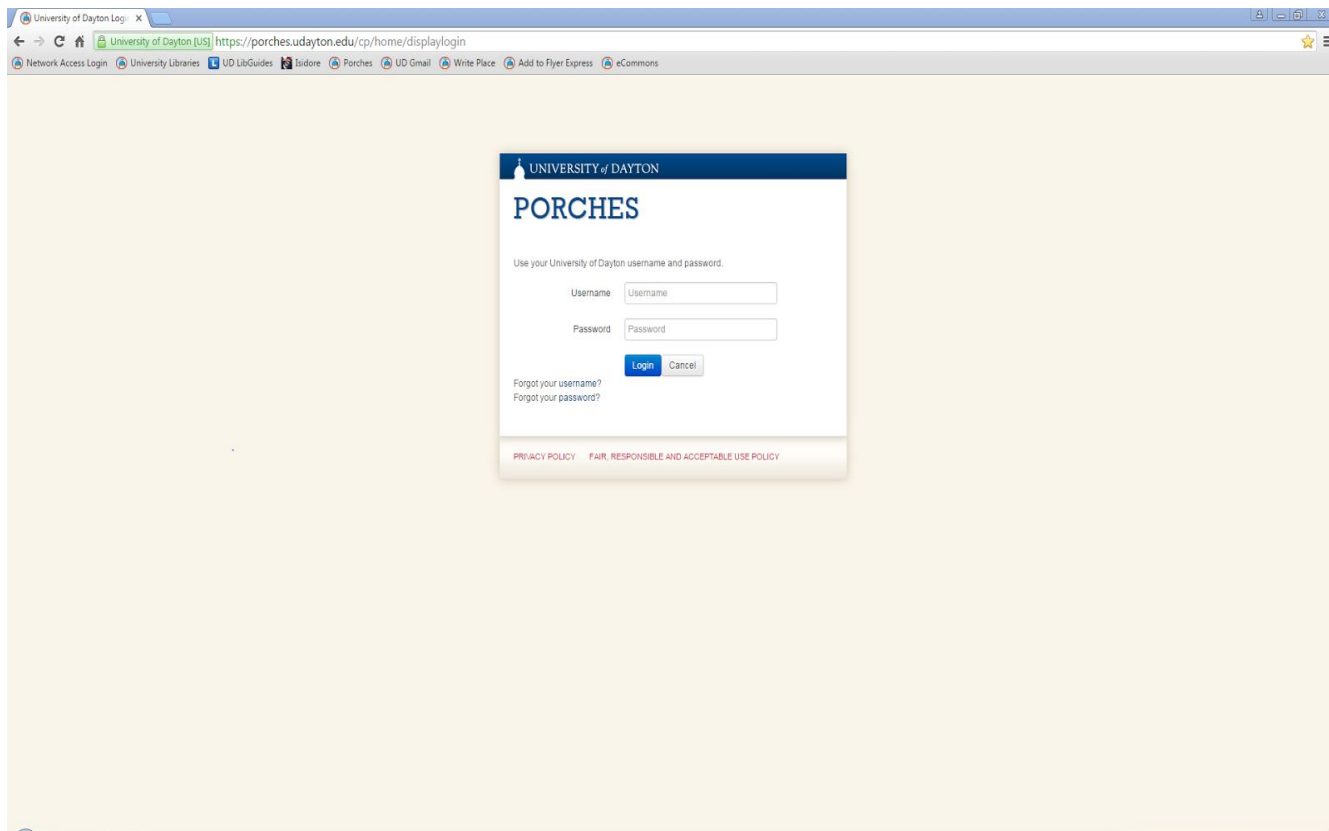 University of Dayton Logi
University of Dayton [US] https://porches.udayton.edu/cp/home/displaylogin
Network Access Login University Libraries UD LibGuides Isidore Porches UD Gmail Write Place Add to Flyer Express eCommons
UNIVERSITY of DAYTON
PORCHES
Use your University of Dayton username and password.
Username Username
Password Password
Login Cancel
Forgot your username?
Forgot your password?
PRIVACY POLICY FAIR, RESPONSIBLE AND ACCEPTABLE USE POLICY